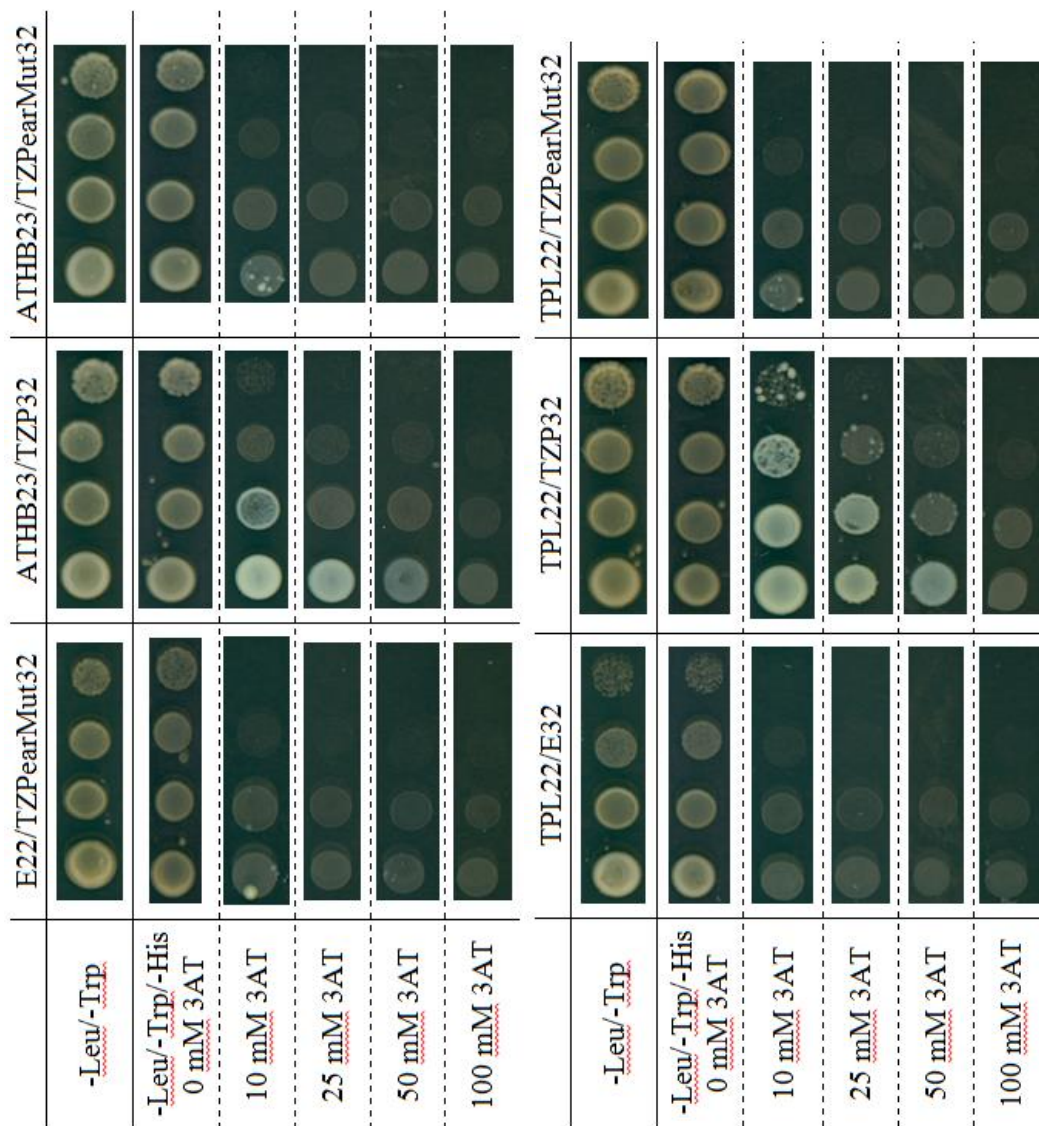 E22/TZPearMut32
ATHB23/TZP32
ATHB23/TZPearMut32
-Leu/-Trp
-Leu/-Trp/-His
0 mM 3AT
10 mM 3AT
25 mM 3AT
50 mM 3AT
100 mM 3AT
TPL22/E32
TPL22/TZP32
TPL22/TZPearMut32
-Leu/-Trp
-Leu/-Trp/-His
0 mM 3AT
10 mM 3AT
25 mM 3AT
50 mM 3AT
100 mM 3AT